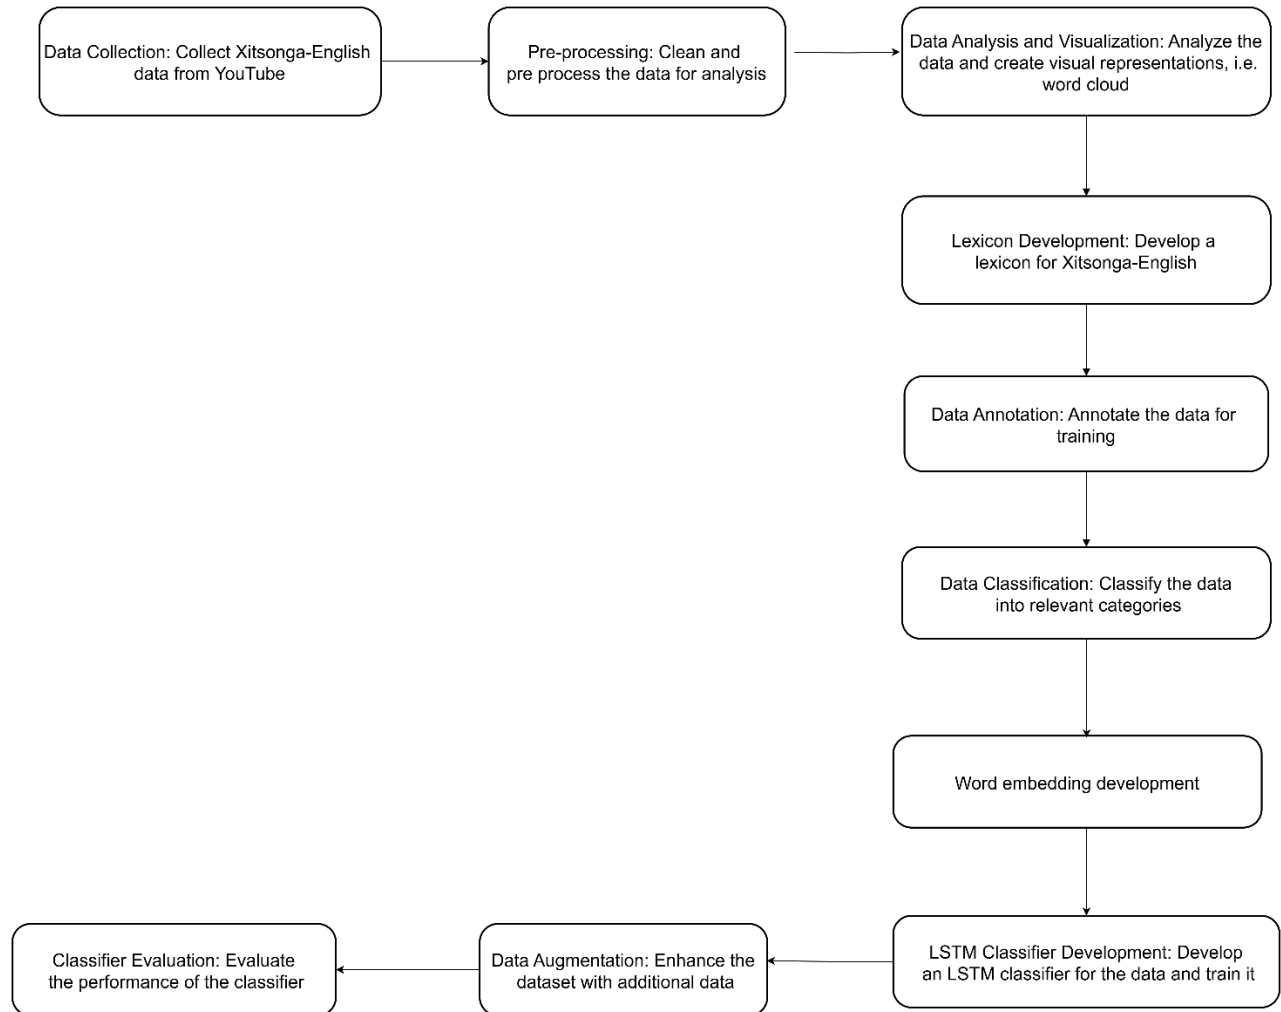 Data Collection: Collect Xitsonga-English
data from YouTube
Pre-processing: Clean and
pre process the data for analysis
Data Analysis and Visualization: Analyze the
data and create visual representations, i.e.
word cloud
Lexicon Development: Develop a
lexicon for Xitsonga-English
Data Annotation: Annotate the data for
training
Data Classification: Classify the data
into relevant categories
Word embedding development
LSTM Classifier Development: Develop
an LSTM classifier for the data and train it
Data Augmentation: Enhance the
dataset with additional data
Classifier Evaluation: Evaluate
the performance of the classifier